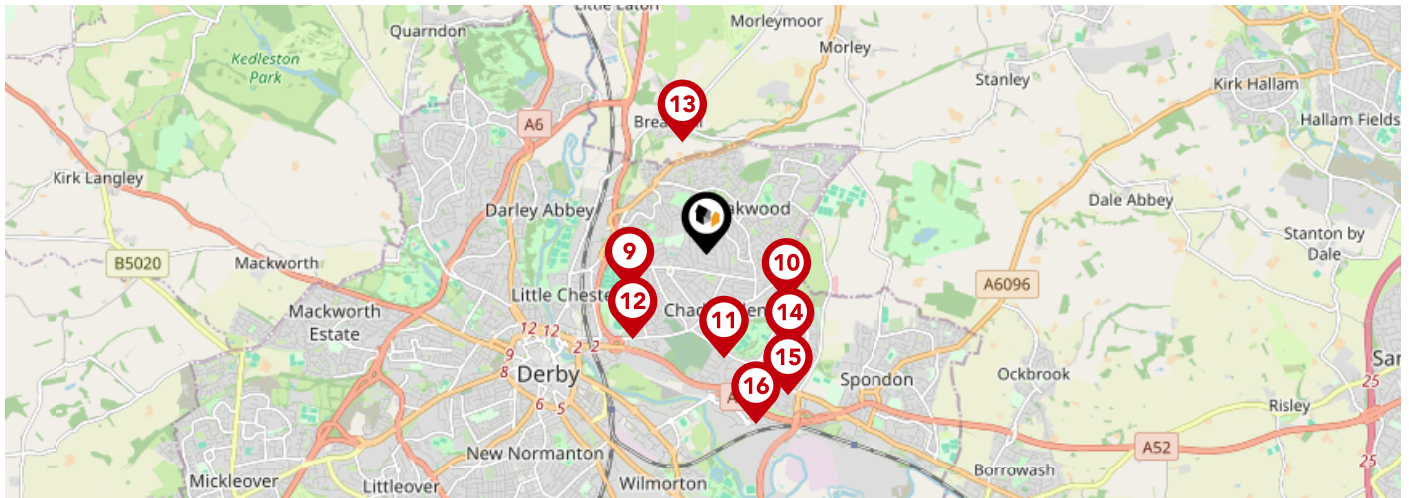 Little Eaton
Morleymoor
Quarndon
Morley
Kedleston
Park
Stanley
Kirk Hallam
13
A6
Hallam Fields
Kirk Langley
Darley Abbey
Dale Abbey
Stanton by
Dale
9
10
B5020
Mackworth
A6096
Little Cheste
12
11
14
Mackworth
Estate
12
12
2
2
9
8
15
Derby
16
Spondon
Ockbrook
25
6
5
Risley
New Normanton
A52
25
Mickleover
Littleover
Wilmorton
Borrowash